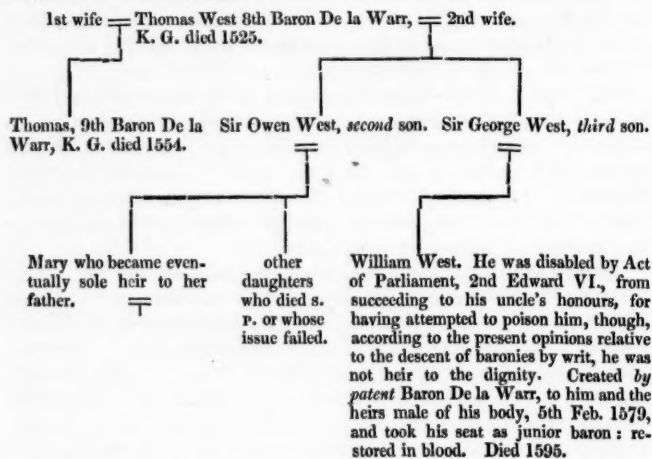 1st wife = Thomas West 8th Baron De la Warr, = 2nd wife.
K. G. died 1525.
Thomas, 9th Baron De la
Warr, K. G. died 1554.
Sir Owen West, second son.
Sir George West, third son.
Mary who became even-
tually sole heir to her
father.
other
daughters
who died s.
P. or whose
issue failed.
William West. He was disabled by Act
of Parliament, 2nd Edward VI., from
succeeding to his uncle's honours, for
having attempted to poison him, though,
according to the present opinions relative
to the descent of baronies by writ, he was
not heir to the dignity. Created by
patent Baron De la Warr, to him and the
heirs male of his body, 5th Feb. 1579,
and took his seat as junior baron : re-
stored in blood. Died 1595.